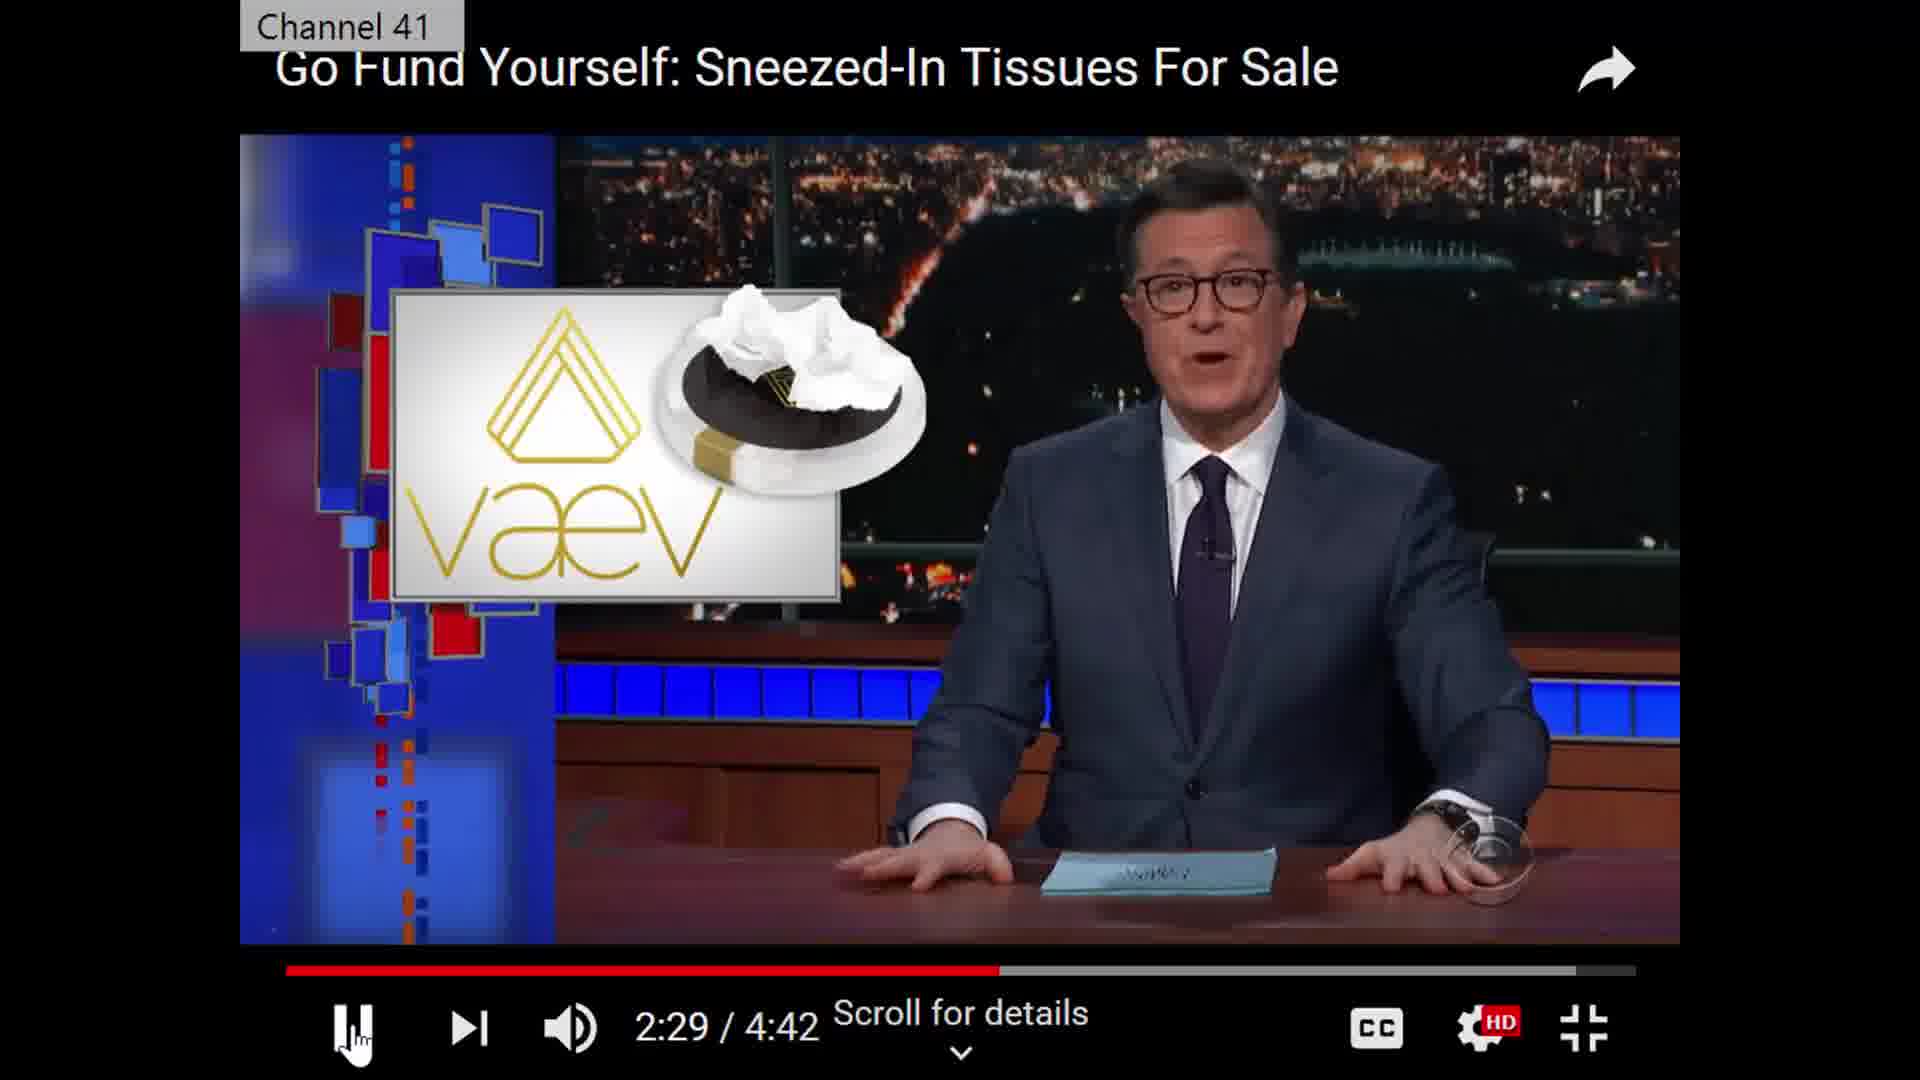 Channel 41
Go Fund Yourself: Sneezed-In Tissues For Sale
væv
2:29 / 4:42
Scroll for details
CC
HD